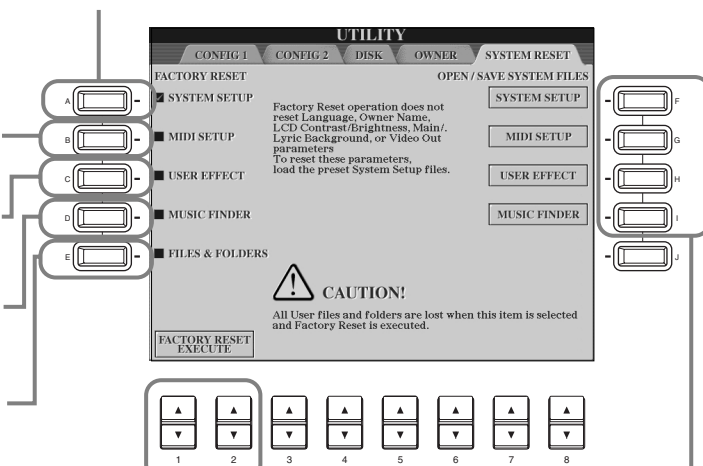 UTILITY
CONFIG 1 CONFIG 2 DISK OWNER SYSTEM RESET
FACTORY RESET OPEN / SAVE SYSTEM FILES
A SYSTEM SETUP SYSTEM SETUP F
Factory Reset operation does not
reset Language, Owner Name,
LCD Contrast/Brightness, Main/.
Lyric Background, or Video Out
parameters
To reset these parameters,
load the preset System Setup files.
B MIDI SETUP MIDI SETUP G
C USER EFFECT USER EFFECT H
D MUSIC FINDER MUSIC FINDER I
E FILES & FOLDERS J
CAUTION!
All User files and folders are lost when this item is selected
and Factory Reset is executed.
FACTORY RESET
EXECUTE
1 2 3 4 5 6 7 8